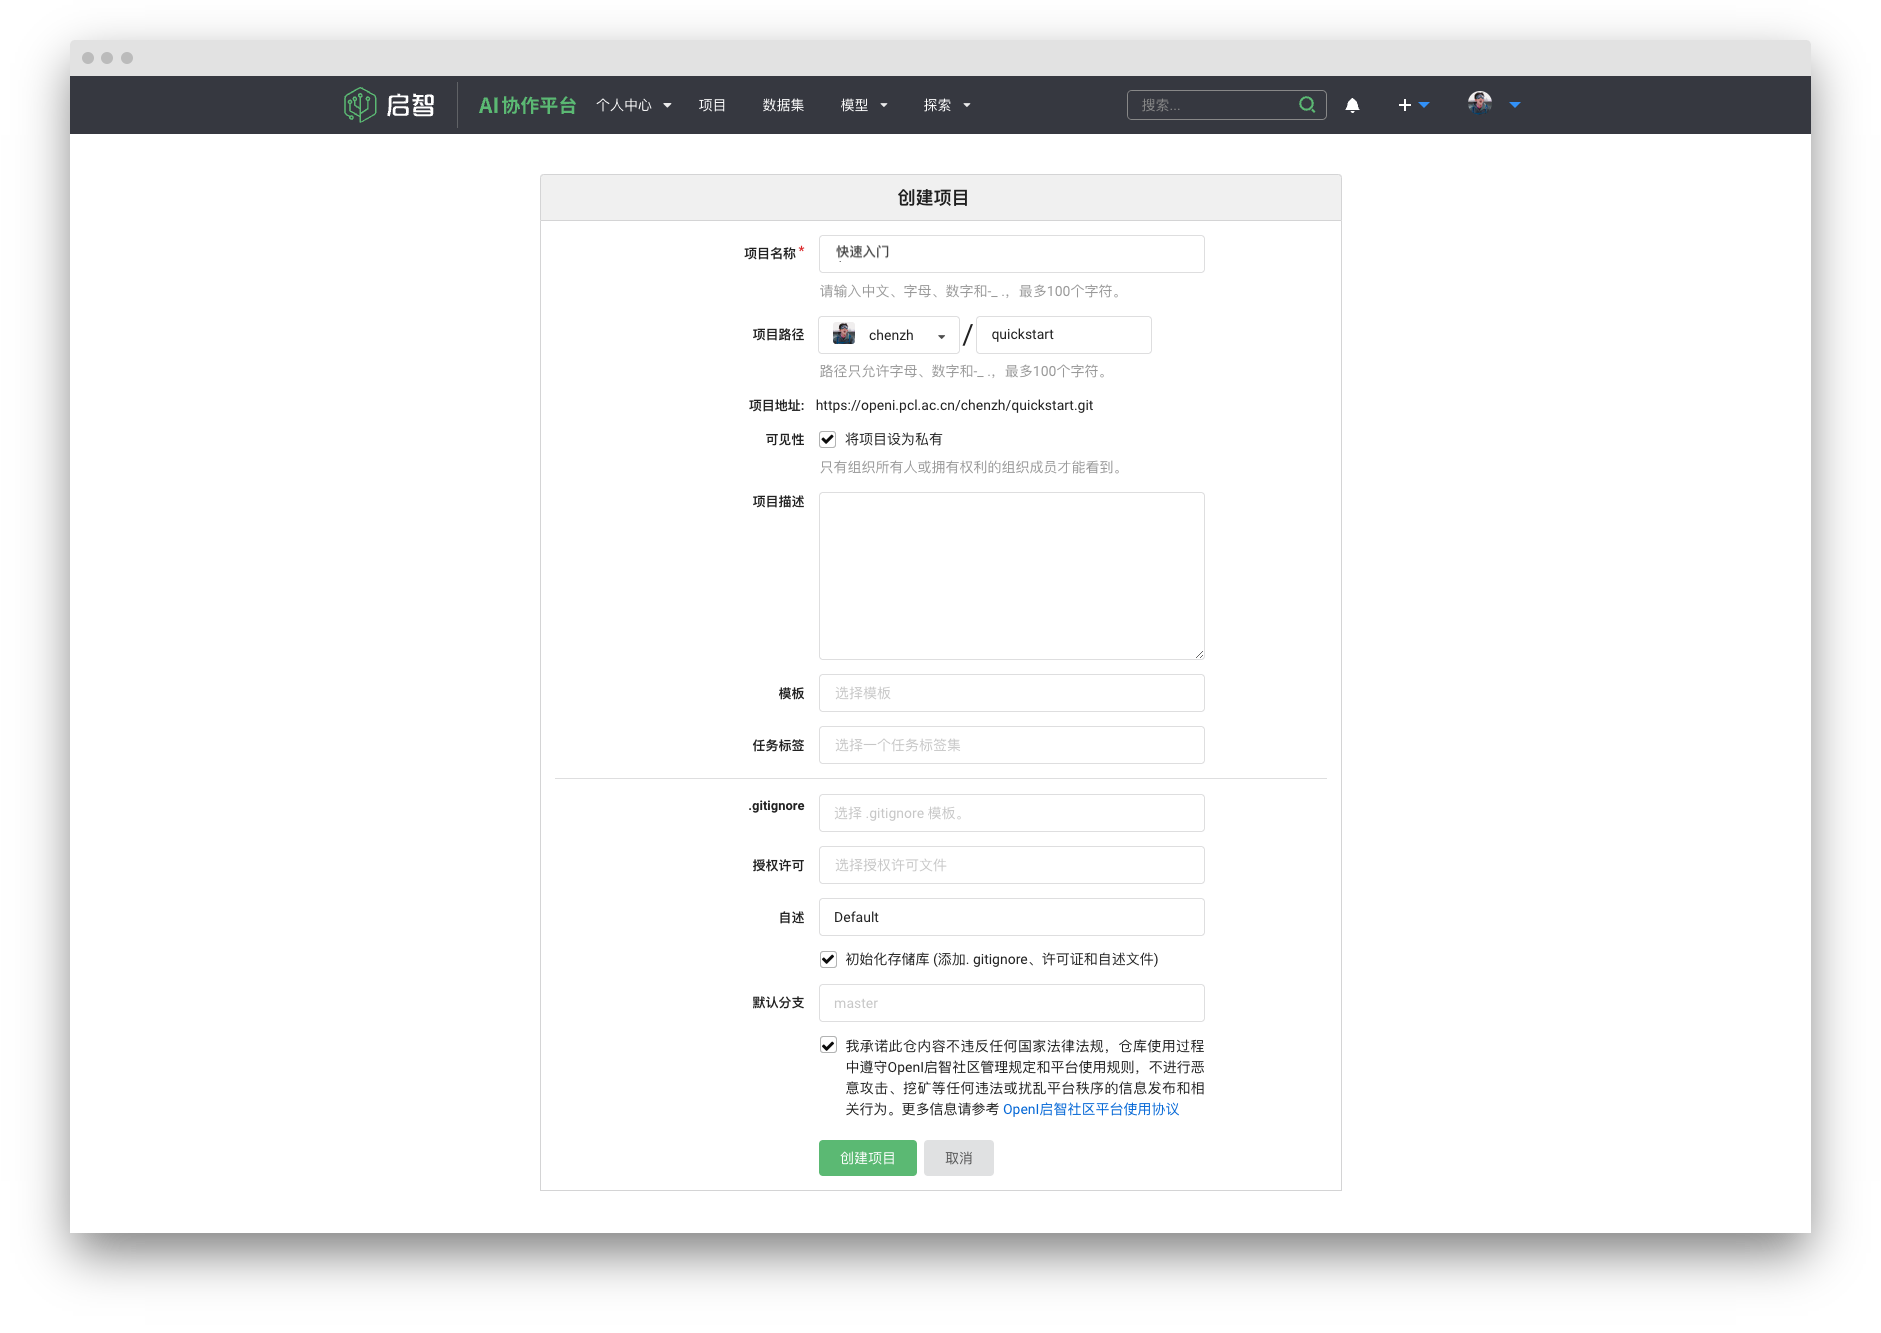 启智 AI协作平台 个人中心 项目 数据集 模型 探索 搜索...
创建项目
项目名称* 快速入门
请输入中文、字母、数字和-_ .，最多100个字符。
项目路径 chenzh / quickstart
路径只允许字母、数字和-_ .，最多100个字符。
项目地址: https://openi.pcl.ac.cn/chenzh/quickstart.git
可见性 将项目设为私有
只有组织所有人或拥有权利的组织成员才能看到。
项目描述
模板 选择模板
任务标签 选择一个任务标签集
.gitignore 选择 .gitignore 模板。
授权许可 选择授权许可文件
自述 Default
初始化存储库 (添加. gitignore、许可证和自述文件)
默认分支 master
我承诺此仓内容不违反任何国家法律法规，仓库使用过程
中遵守OpenI启智社区管理规定和平台使用规则，不进行恶
意攻击、挖矿等任何违法或扰乱平台秩序的信息发布和相
关行为。更多信息请参考 OpenI启智社区平台使用协议
创建项目 取消